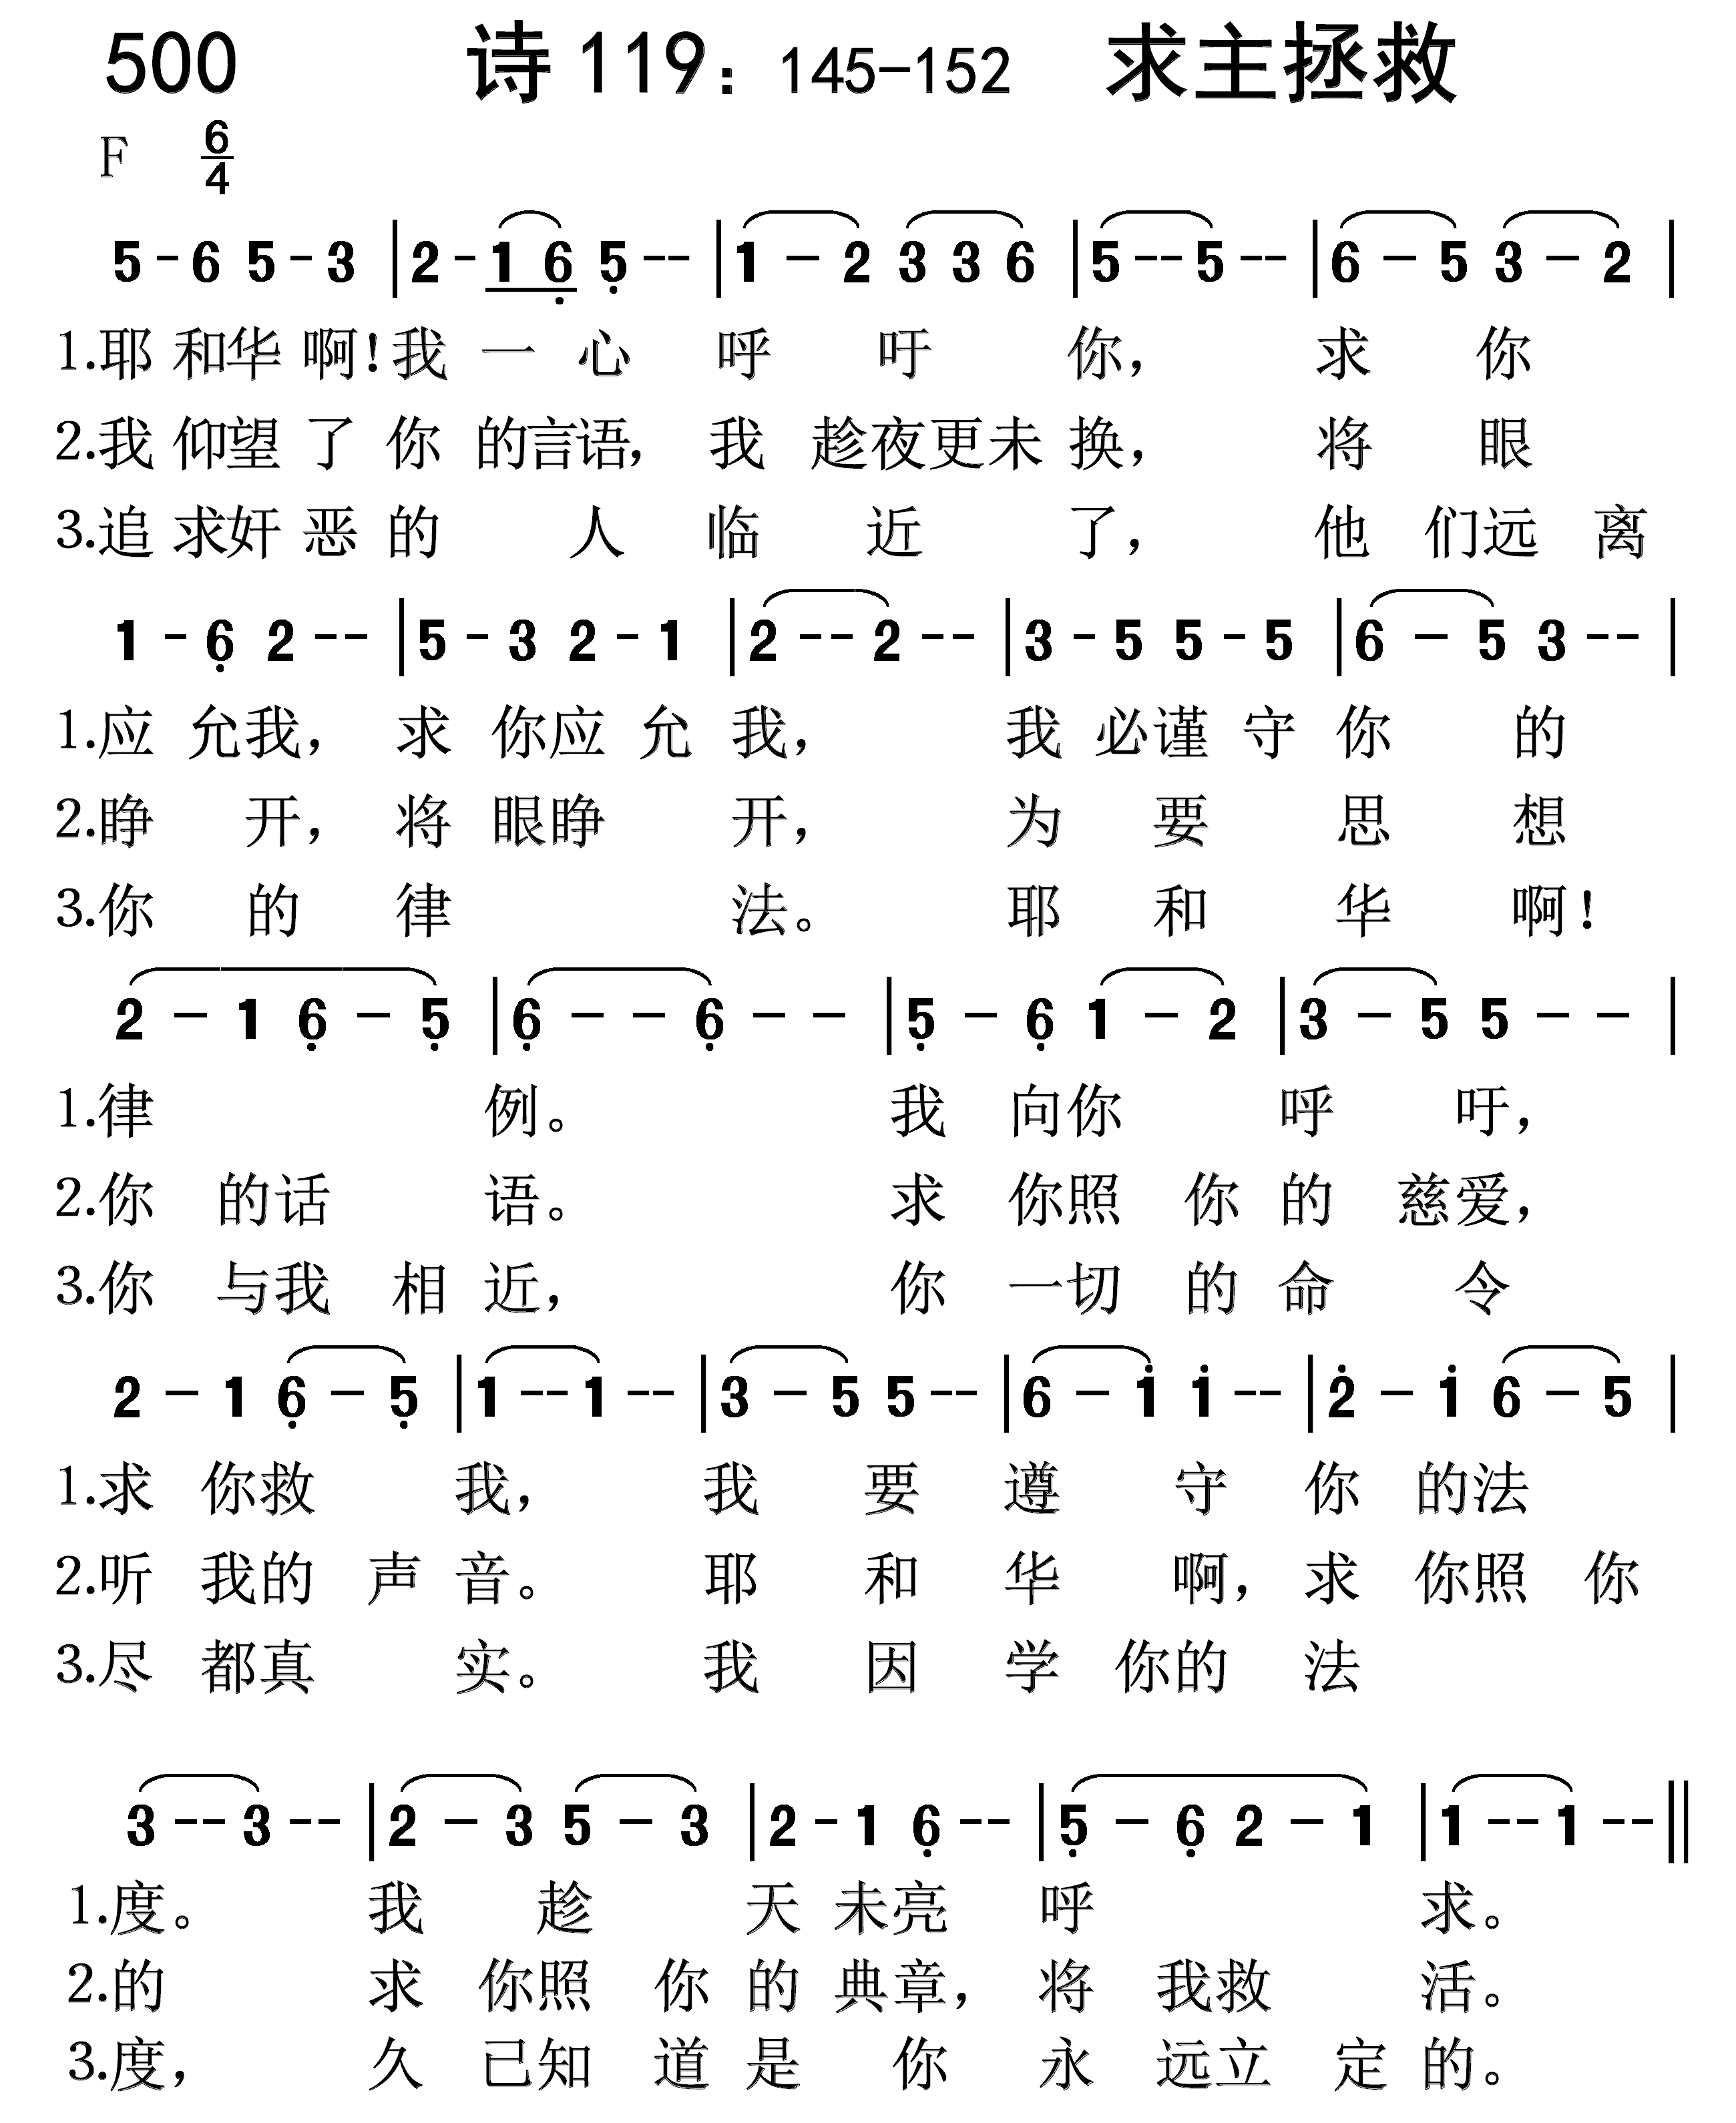 500 诗119：145-152 求主拯救
F 6/4
5 - 6 5 - 3 | 2 - 1 6̣ 5̣ - - | 1 - 2 3 3 6 | 5 - - 5 - - | 6 - 5 3 - 2 |
1.耶和华啊!我一心呼吁你，求你
2.我仰望了你的言语，我趁夜更未换，将眼
3.追求奸恶的人临近了，他们远离
1 - 6̣ 2 - - | 5 - 3 2 - 1 | 2 - - 2 - - | 3 - 5 5 - 5 | 6 - 5 3 - - |
1.应允我，求你应允我，我必谨守你的
2.睁开，将眼睁开，为要思想
3.你的律法。耶和华啊!
2 - 1 6̣ - 5̣ | 6̣ - - 6̣ - - | 5̣ - 6̣ 1 - 2 | 3 - 5 5 - - |
1.律例。我向你呼吁，
2.你的话语。求你照你的慈爱，
3.你与我相近，你一切的命令
2 - 1 6̣ - 5̣ | 1 - - 1 - - | 3 - 5 5 - - | 6 - 1̇ 1̇ - - | 2̇ - 1̇ 6 - 5 |
1.求你救我，我要遵守你的法
2.听我的声音。耶和华啊，求你照你
3.尽都真实。我因学你的法
3 - - 3 - - | 2 - 3 5 - 3 | 2 - 1 6̣ - - | 5̣ - 6̣ 2 - 1 | 1 - - 1 - - ||
1.度。我趁天未亮呼求。
2.的求你照你的典章，将我救活。
3.度，久已知道是你永远立定的。